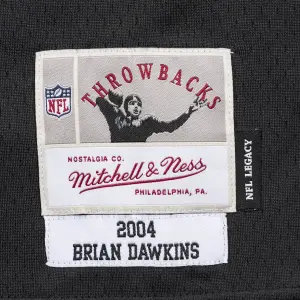 THROWBACKS
NFL
NOSTALGIA CO.
Mitchell & Ness
PHILADELPHIA, PA.
NFL LEGACY
2004
BRIAN DAWKINS